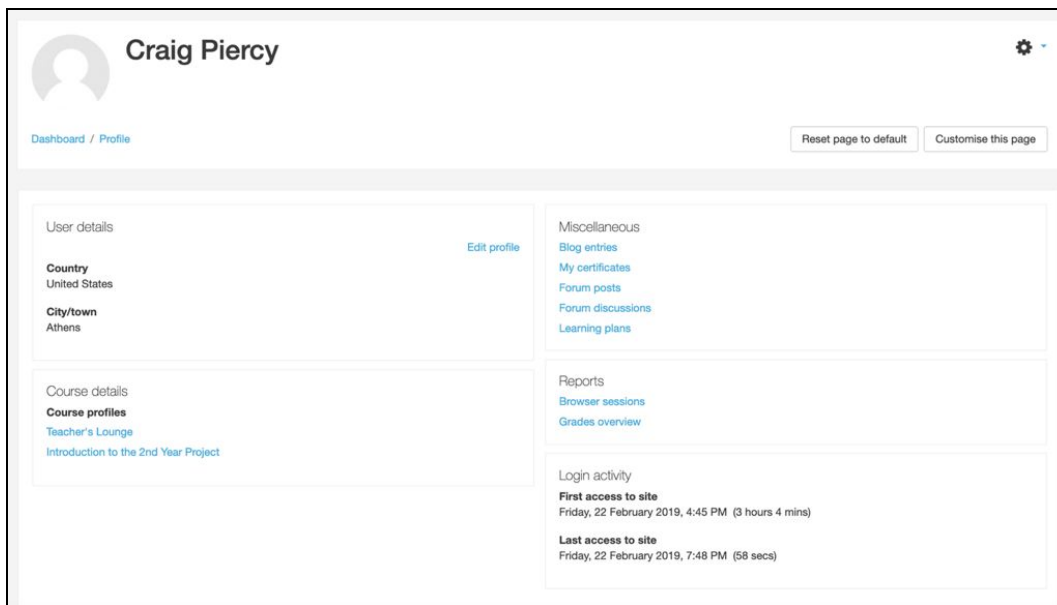 Craig Piercy
Dashboard / Profile
Reset page to default
Customise this page
User details
Edit profile
Country
United States
City/town
Athens
Course details
Course profiles
Teacher's Lounge
Introduction to the 2nd Year Project
Miscellaneous
Blog entries
My certificates
Forum posts
Forum discussions
Learning plans
Reports
Browser sessions
Grades overview
Login activity
First access to site
Friday, 22 February 2019, 4:45 PM (3 hours 4 mins)
Last access to site
Friday, 22 February 2019, 7:48 PM (58 secs)